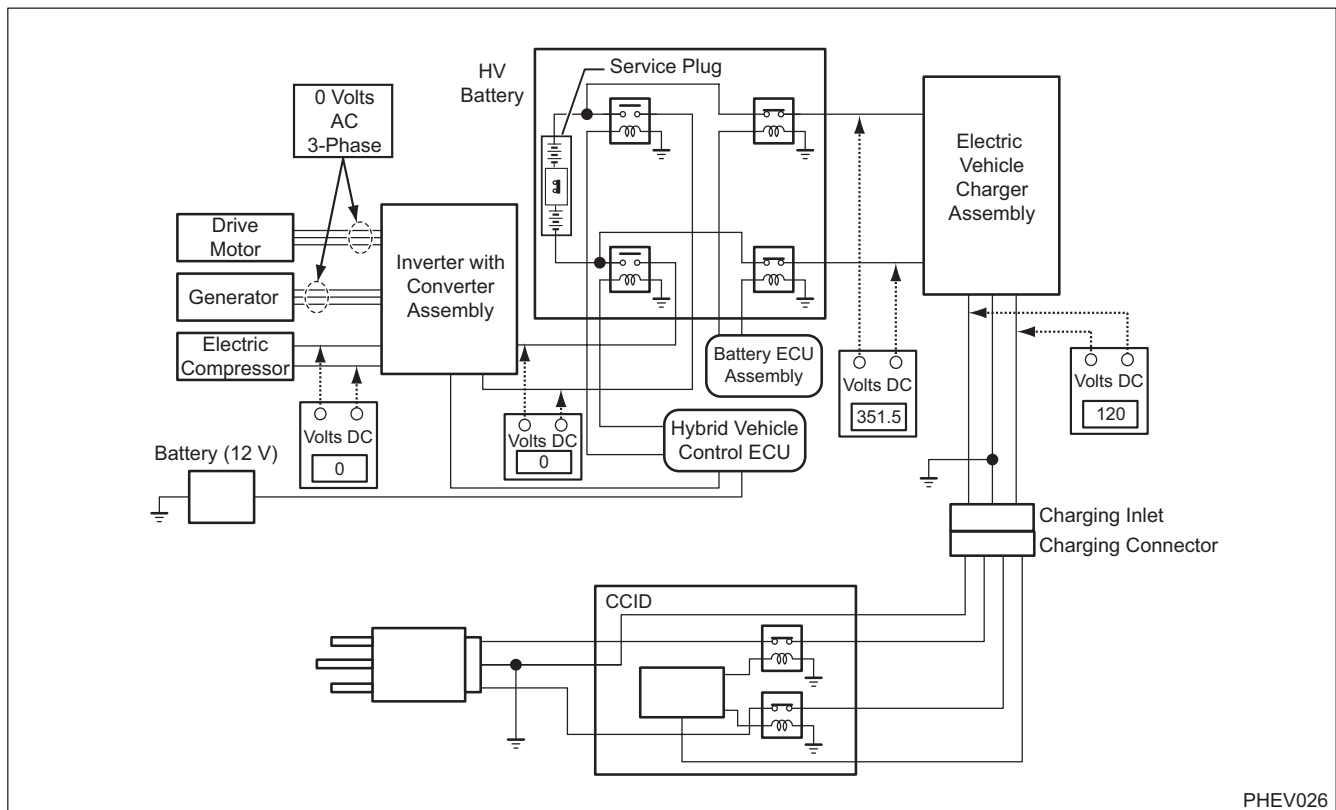 HV
Battery
Service Plug
0 Volts
AC
3-Phase
Drive
Motor
Generator
Electric
Compressor
Inverter with
Converter
Assembly
Electric
Vehicle
Charger
Assembly
Battery ECU
Assembly
Hybrid Vehicle
Control ECU
Volts DC
0
Volts DC
0
Volts DC
351.5
Volts DC
120
Battery (12 V)
Charging Inlet
Charging Connector
CCID
PHEV026